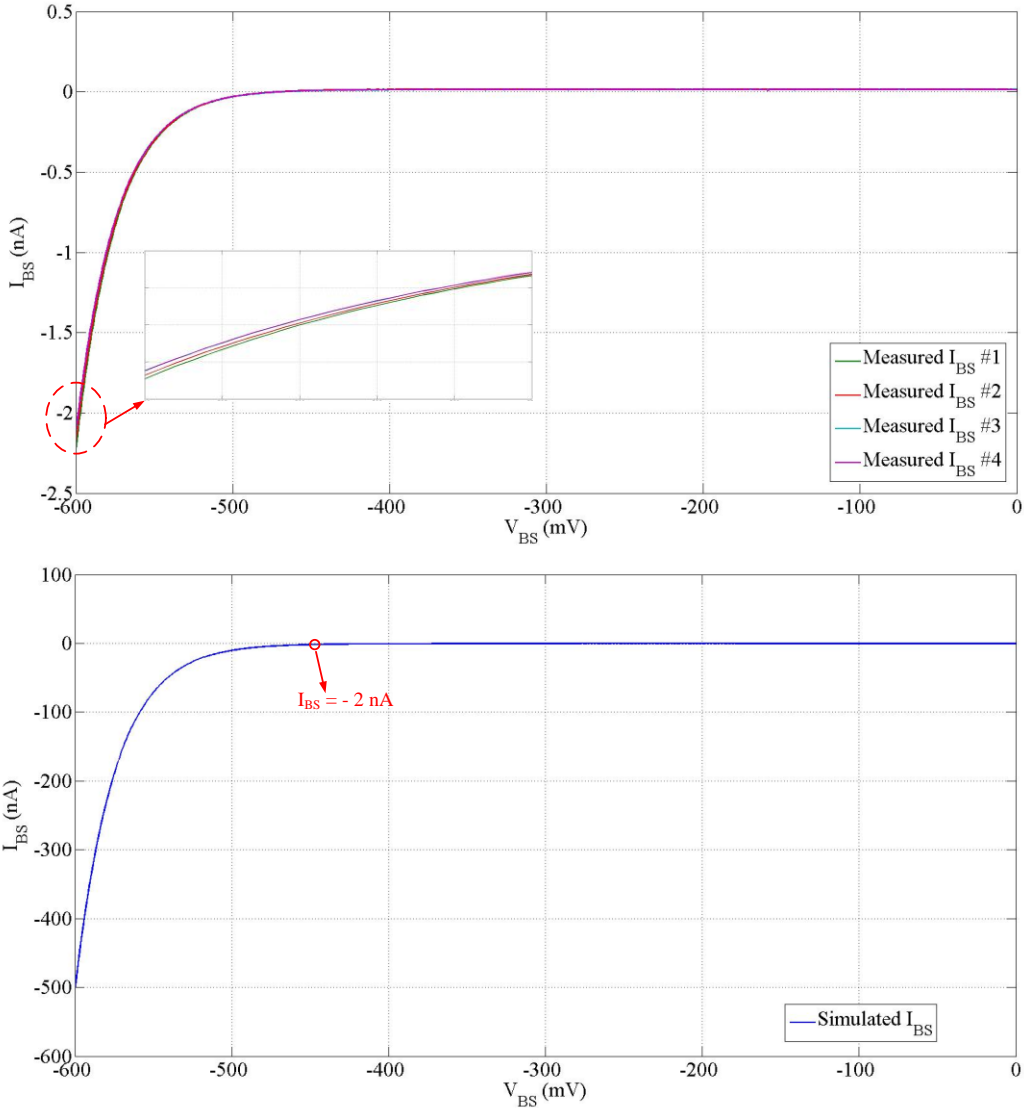 0.5
0
-0.5
-1
-1.5
-2
-2.5
I_BS (nA)
Measured I_BS #1
Measured I_BS #2
Measured I_BS #3
Measured I_BS #4
-600 -500 -400 -300 -200 -100 0
V_BS (mV)
100
0
-100
-200
-300
-400
-500
-600
I_BS (nA)
I_BS = - 2 nA
Simulated I_BS
-600 -500 -400 -300 -200 -100 0
V_BS (mV)